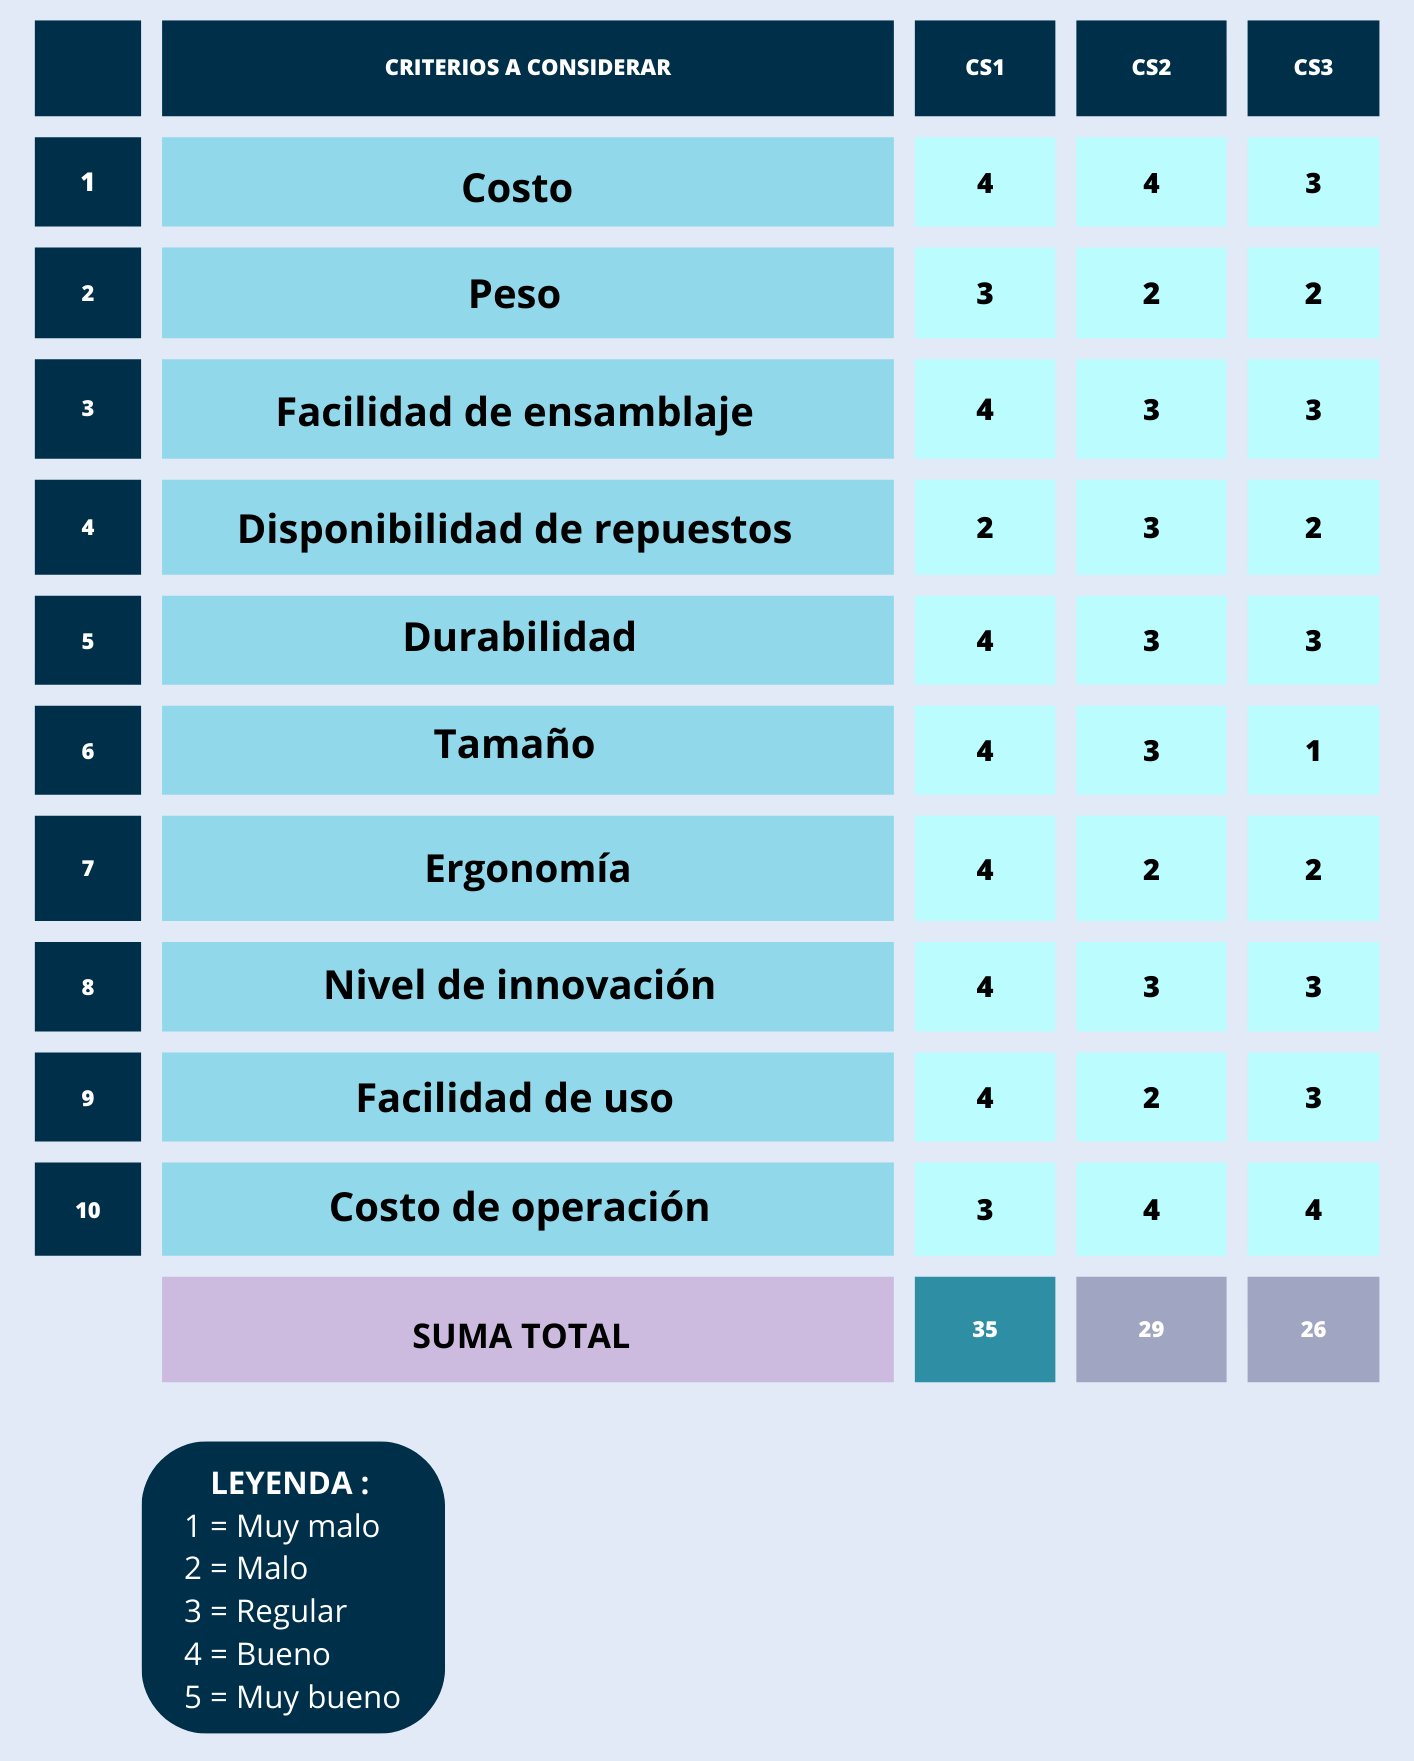 CRITERIOS A CONSIDERAR CS1 CS2 CS3
1 Costo 4 4 3
2 Peso 3 2 2
3 Facilidad de ensamblaje 4 3 3
4 Disponibilidad de repuestos 2 3 2
5 Durabilidad 4 3 3
6 Tamaño 4 3 1
7 Ergonomía 4 2 2
8 Nivel de innovación 4 3 3
9 Facilidad de uso 4 2 3
10 Costo de operación 3 4 4
SUMA TOTAL 35 29 26
LEYENDA :
1 = Muy malo
2 = Malo
3 = Regular
4 = Bueno
5 = Muy bueno